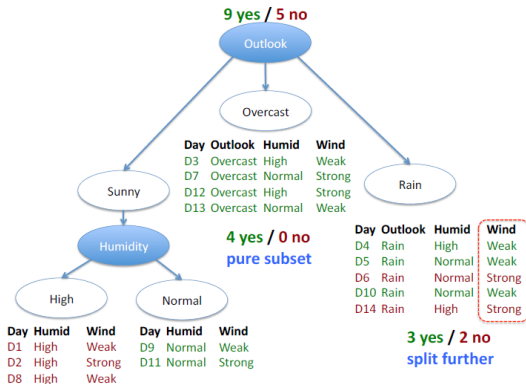 9 yes / 5 no
Outlook
Overcast
Day Outlook Humid Wind
D3 Overcast High Weak
D7 Overcast Normal Strong
D12 Overcast High Strong
D13 Overcast Normal Weak
4 yes / 0 no
pure subset
Sunny
Humidity
High
Day Humid Wind
D1 High Weak
D2 High Strong
D8 High Weak
Normal
Day Humid Wind
D9 Normal Weak
D11 Normal Strong
Rain
Day Outlook Humid Wind
D4 Rain High Weak
D5 Rain Normal Weak
D6 Rain Normal Strong
D10 Rain Normal Weak
D14 Rain High Strong
3 yes / 2 no
split further